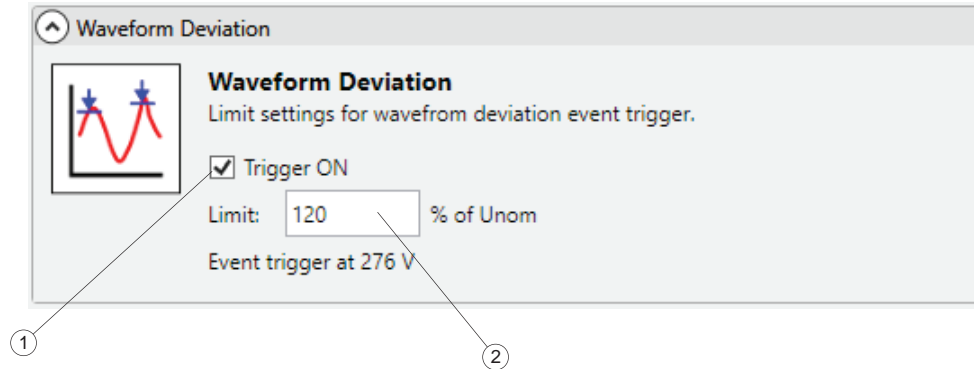 Waveform Deviation
Waveform Deviation
Limit settings for wavefrom deviation event trigger.
Trigger ON
Limit: 120 % of Unom
Event trigger at 276 V
1
2